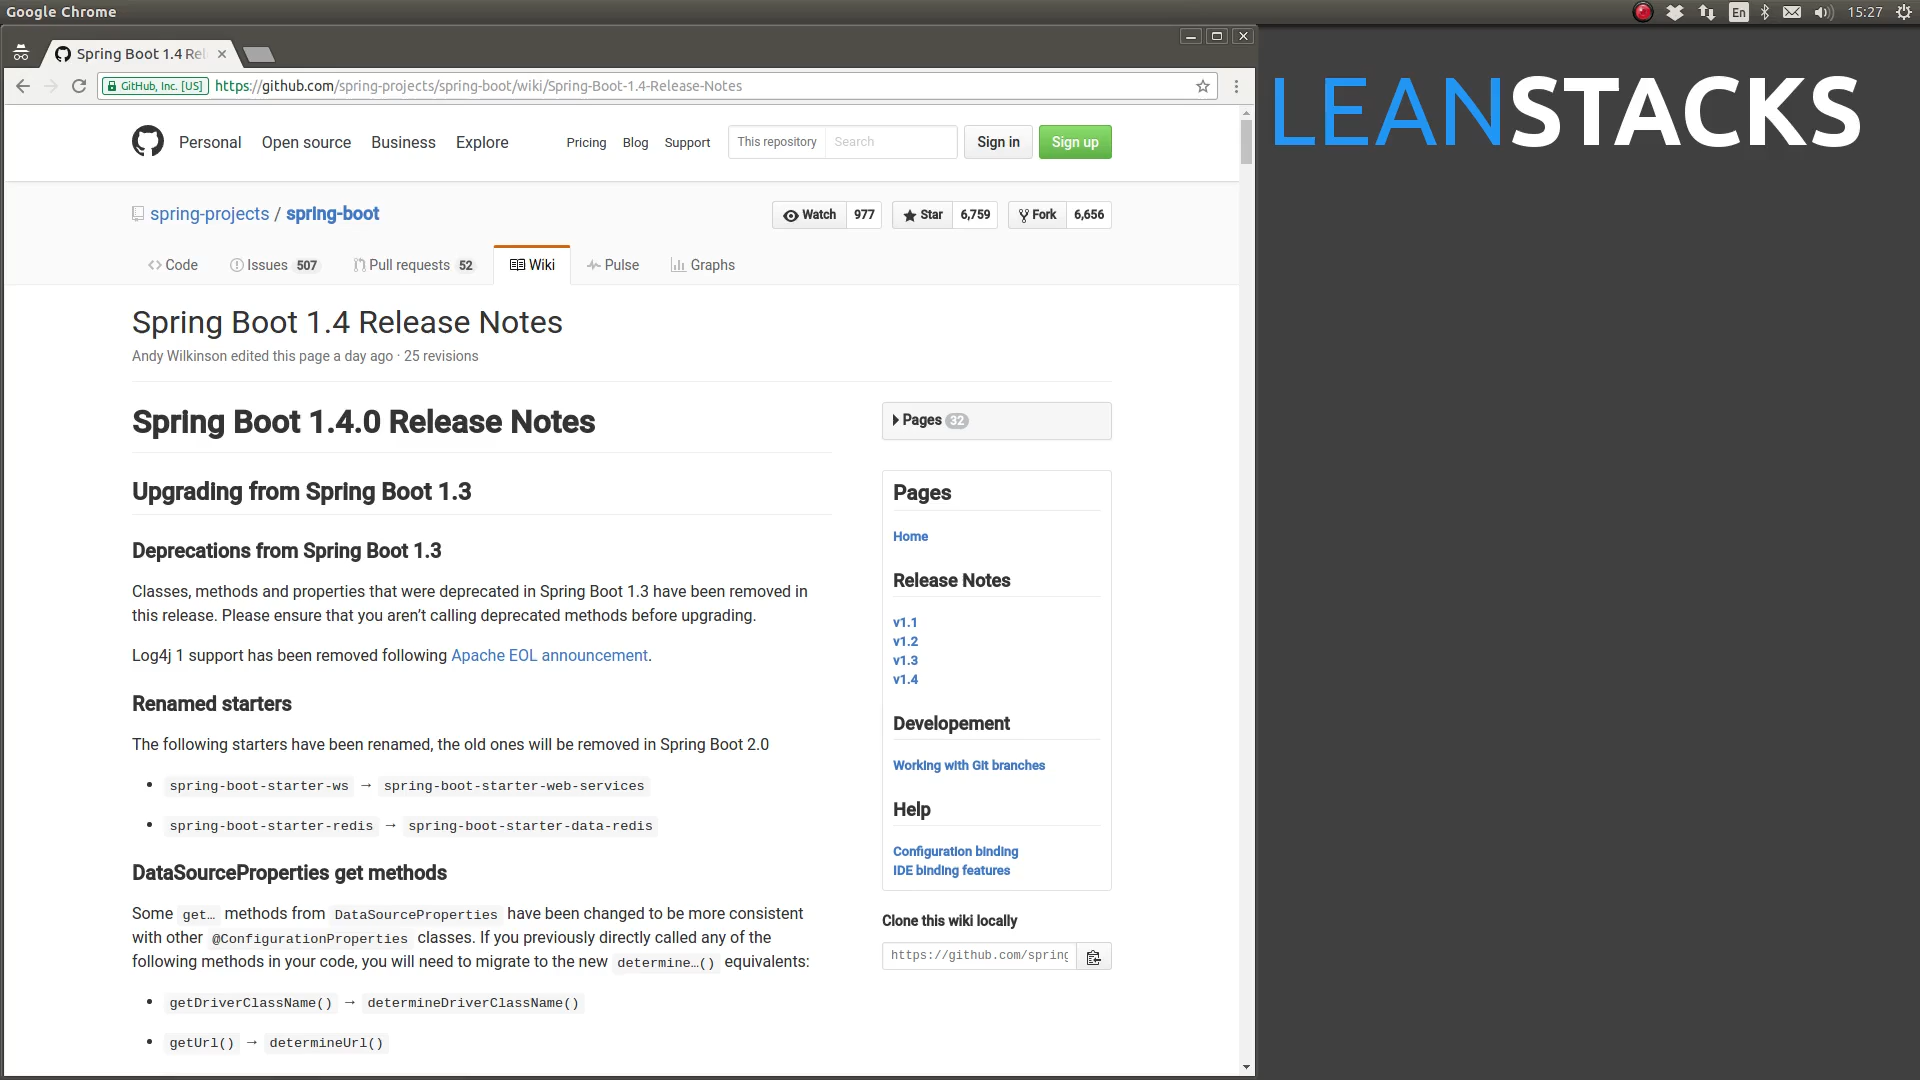 Google Chrome
En
15:27
Spring Boot 1.4 Rel
GitHub, Inc. [US] https://github.com/spring-projects/spring-boot/wiki/Spring-Boot-1.4-Release-Notes
LEANSTACKS
Personal Open source Business Explore Pricing Blog Support This repository Search Sign in Sign up
spring-projects / spring-boot
Watch 977 Star 6,759 Fork 6,656
Code Issues 507 Pull requests 52 Wiki Pulse Graphs
Spring Boot 1.4 Release Notes
Andy Wilkinson edited this page a day ago · 25 revisions
Spring Boot 1.4.0 Release Notes
Upgrading from Spring Boot 1.3
Deprecations from Spring Boot 1.3
Classes, methods and properties that were deprecated in Spring Boot 1.3 have been removed in
this release. Please ensure that you aren’t calling deprecated methods before upgrading.
Log4j 1 support has been removed following Apache EOL announcement.
Renamed starters
The following starters have been renamed, the old ones will be removed in Spring Boot 2.0
• spring-boot-starter-ws → spring-boot-starter-web-services
• spring-boot-starter-redis → spring-boot-starter-data-redis
DataSourceProperties get methods
Some get… methods from DataSourceProperties have been changed to be more consistent
with other @ConfigurationProperties classes. If you previously directly called any of the
following methods in your code, you will need to migrate to the new determine…() equivalents:
• getDriverClassName() → determineDriverClassName()
• getUrl() → determineUrl()
Pages 32
Pages
Home
Release Notes
v1.1
v1.2
v1.3
v1.4
Developement
Working with Git branches
Help
Configuration binding
IDE binding features
Clone this wiki locally
https://github.com/spring